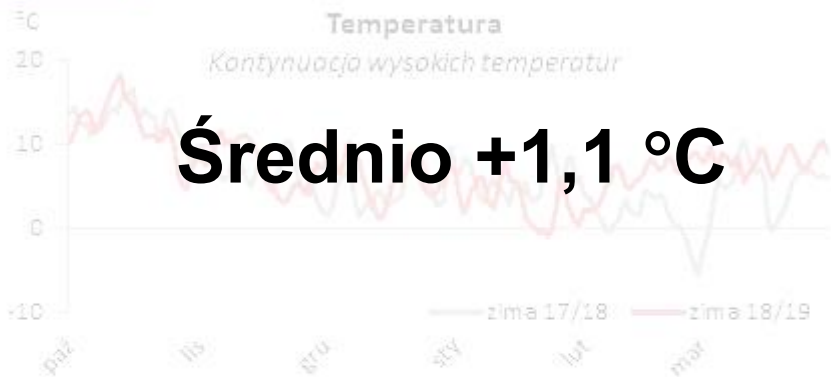 °C
Temperatura
Kontynuacja wysokich temperatur
20
10
0
-10
Średnio +1,1 °C
zima 17/18
zima 18/19
paź
lis
gru
sty
lut
mar